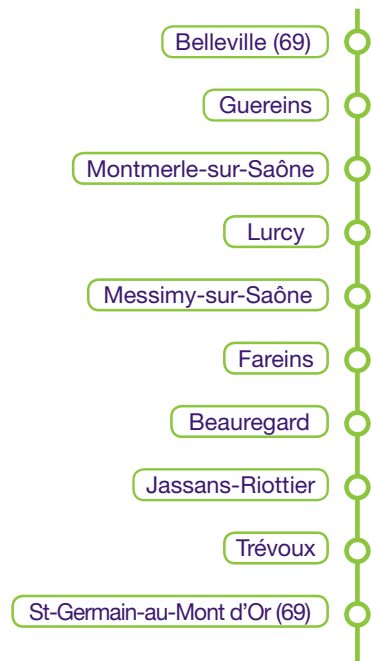 Belleville (69)
Guereins
Montmerle-sur-Saône
Lurcy
Messimy-sur-Saône
Fareins
Beauregard
Jassans-Riottier
Trévoux
St-Germain-au-Mont d’Or (69)